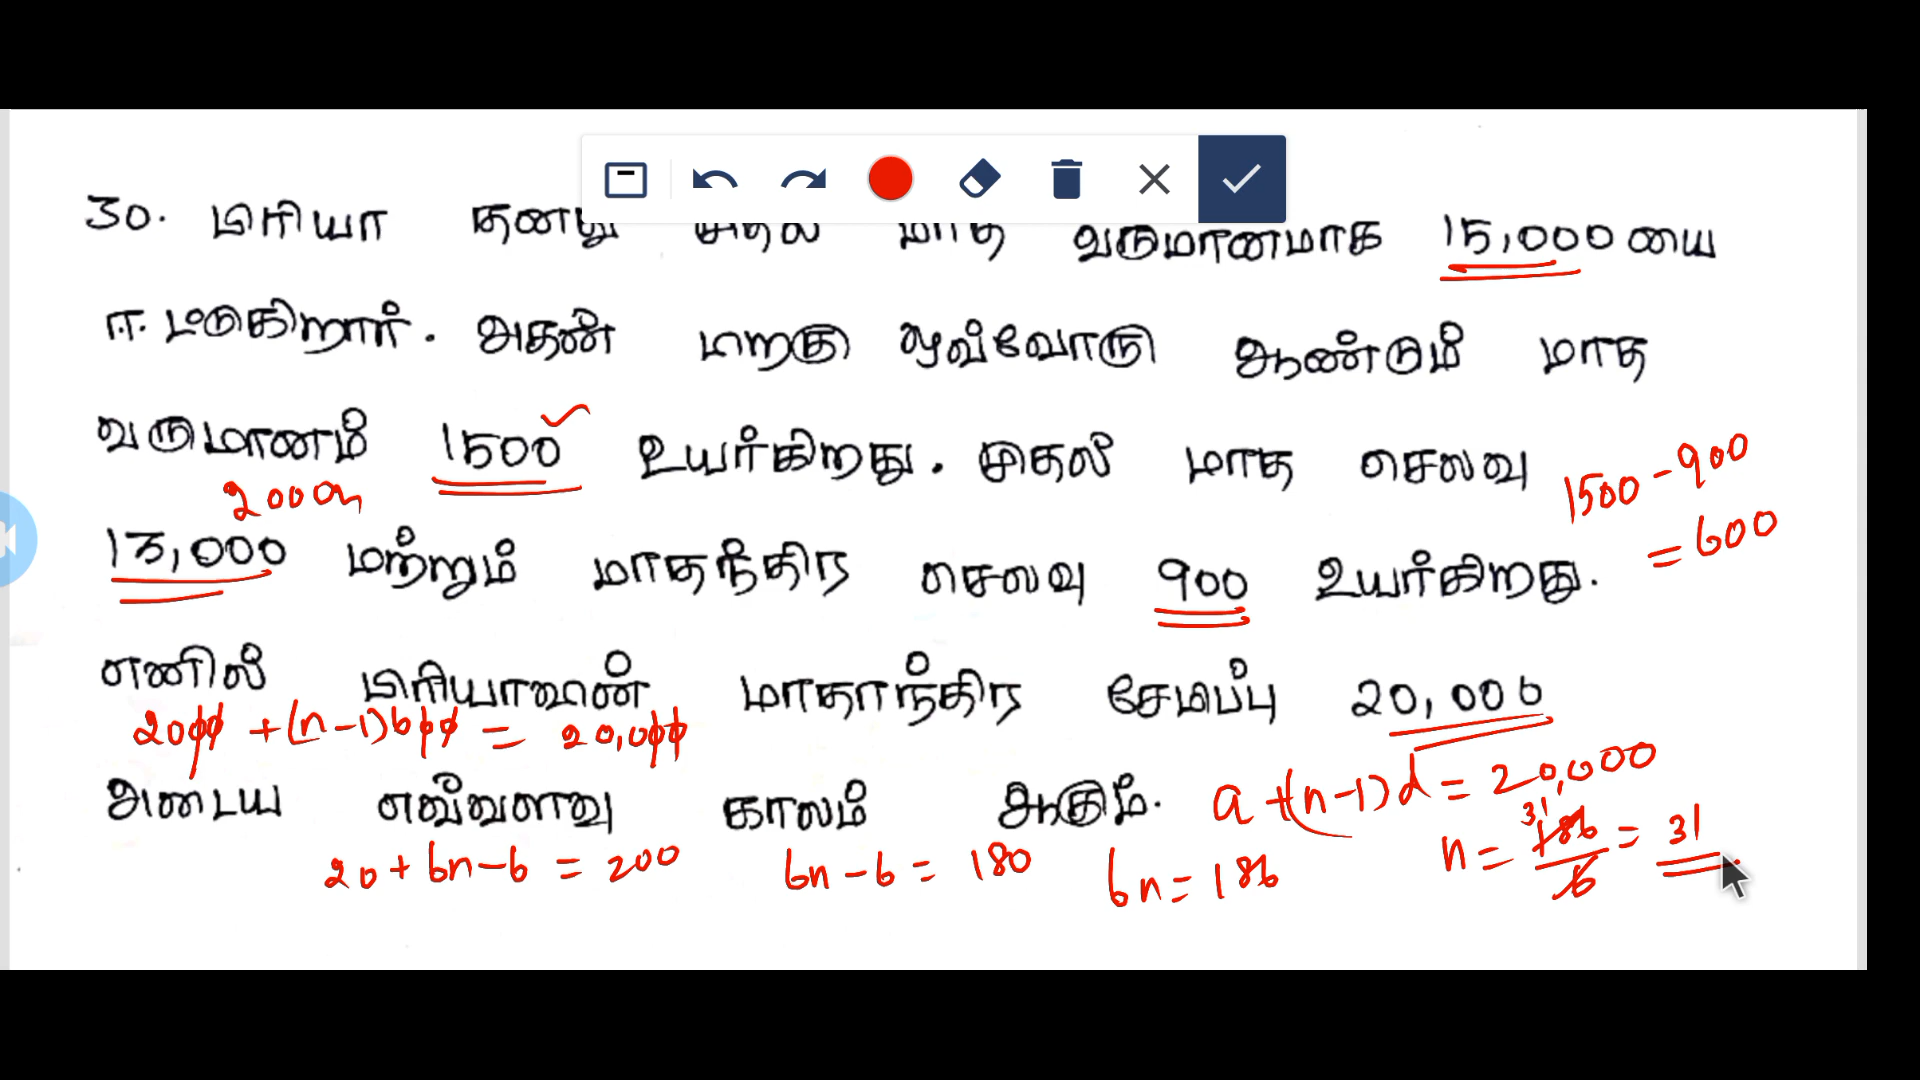 30. பிரியா தனது முதல் மாத வருமானமாக 15,000 யை
ஈட்டுகிறார். அதன் பிறகு ஒவ்வொரு ஆண்டும் மாத
வருமானம் 1500 ✓ உயர்கிறது. முதல் மாத செலவு
1500 - 900
2000
= 600
13,000 மற்றும் மாதந்திர செலவு 900 உயர்கிறது.
எனில் பிரியாவின் மாதாந்திர சேமிப்பு 20,000
2000 + (n-1)600 = 20,000
அடைய எவ்வளவு காலம் ஆகும்.
a + (n-1)d = 20,000
20 + 6n - 6 = 200 6n - 6 = 180 6n = 186 n = 186/6 = 31
31